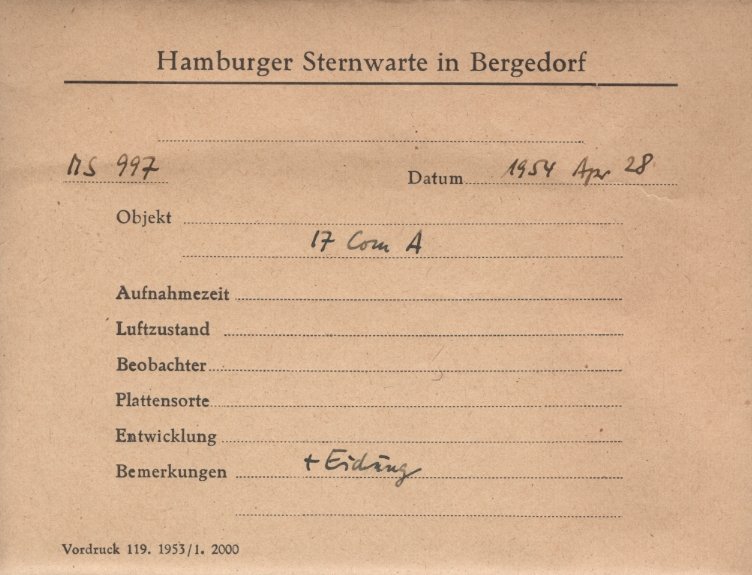 Hamburger Sternwarte in Bergedorf
MS 997 Datum 1954 Apr 28
Objekt
17 Com A
Aufnahmezeit
Luftzustand
Beobachter
Plattensorte
Entwicklung
Bemerkungen + Eidüng
Vordruck 119. 1953/1. 2000